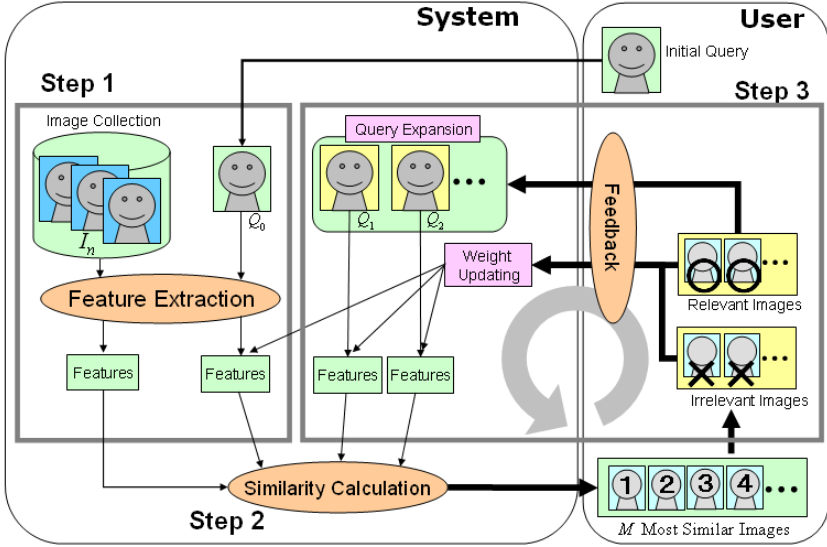 System
User
Initial Query
Step 1
Step 3
Image Collection
Query Expansion
I_n
Q_0
Q_1
Q_2
...
Feedback
Weight
Updating
Feature Extraction
...
Relevant Images
Features
Features
Features
Features
...
Irrelevant Images
Similarity Calculation
1 2 3 4 ...
Step 2
M Most Similar Images